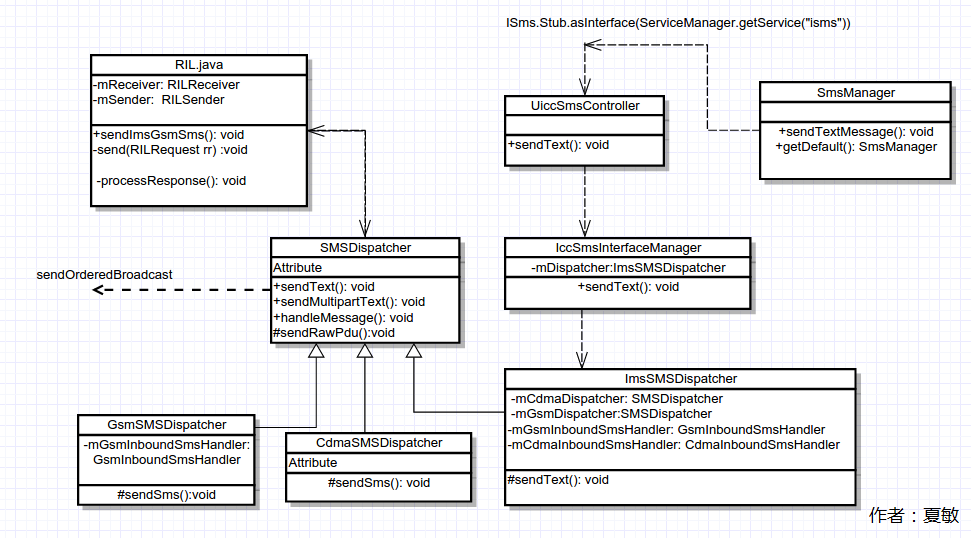 ISms.Stub.asInterface(ServiceManager.getService("isms"))
RIL.java
-mReceiver: RILReceiver
-mSender:  RILSender
+sendImsGsmSms(): void
-send(RILRequest rr) :void
-processResponse(): void
UiccSmsController
+sendText(): void
SmsManager
+sendTextMessage(): void
+getDefault(): SmsManager
SMSDispatcher
Attribute
+sendText(): void
+sendMultipartText(): void
+handleMessage(): void
#sendRawPdu():void
sendOrderedBroadcast
IccSmsInterfaceManager
-mDispatcher:ImsSMSDispatcher
+sendText(): void
ImsSMSDispatcher
-mCdmaDispatcher: SMSDispatcher
-mGsmDispatcher:SMSDispatcher
-mGsmInboundSmsHandler: GsmInboundSmsHandler
-mCdmaInboundSmsHandler: CdmaInboundSmsHandler
#sendText(): void
GsmSMSDispatcher
-mGsmInboundSmsHandler:
GsmInboundSmsHandler
#sendSms():void
CdmaSMSDispatcher
Attribute
#sendSms(): void
作者：夏敏